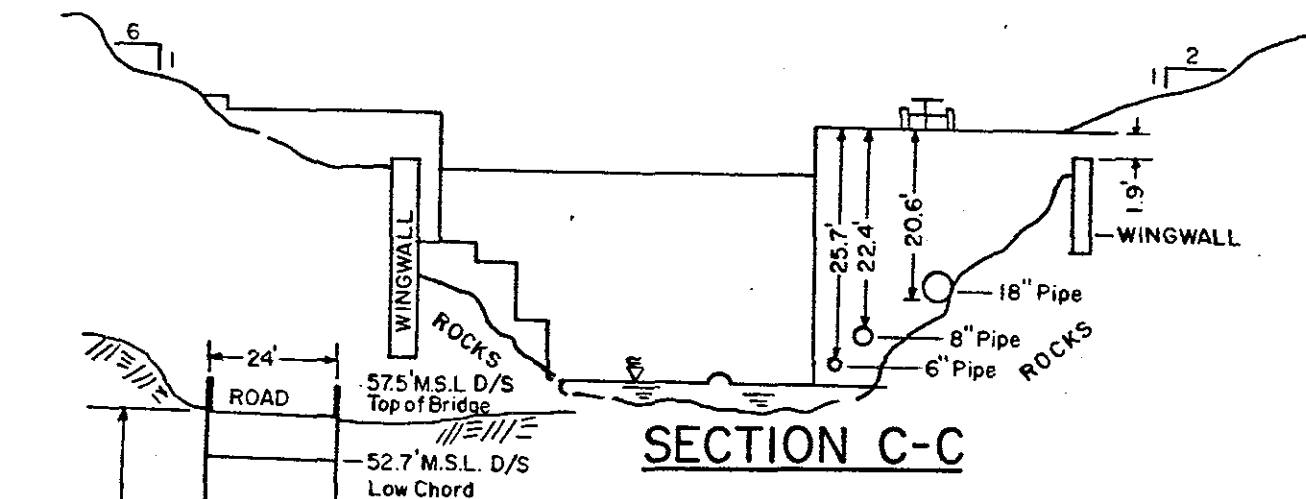 6
1
2
1
1.9'
WINGWALL
25.7'
22.4'
20.6'
18" Pipe
8" Pipe
6" Pipe
ROCKS
WINGWALL
ROCKS
24'
ROAD
57.5' M.S.L D/S
Top of Bridge
52.7' M.S.L. D/S
Low Chord
SECTION C-C